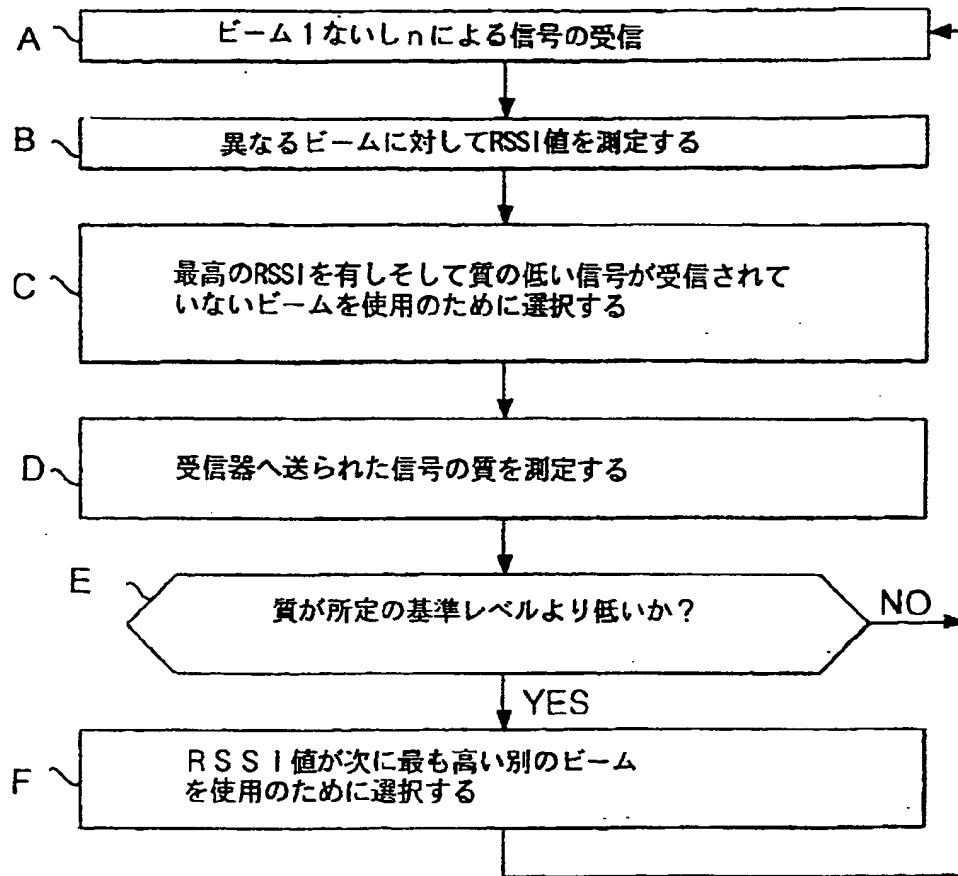 A
ビーム1ないしnによる信号の受信
B
異なるビームに対してRSSI値を測定する
C
最高のRSSIを有しそして質の低い信号が受信されて
いないビームを使用のために選択する
D
受信器へ送られた信号の質を測定する
E
質が所定の基準レベルより低いか?
NO
YES
F
RSSI値が次に最も高い別のビーム
を使用のために選択する